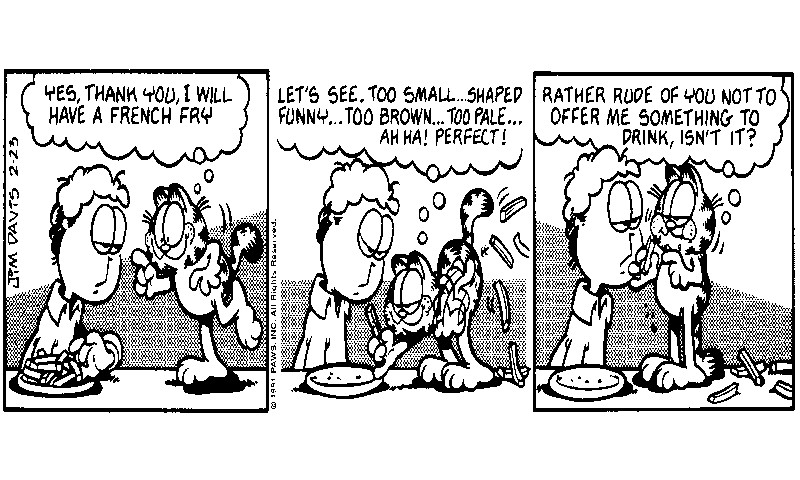 YES, THANK YOU, I WILL
HAVE A FRENCH FRY
JIM DAVIS 2-23
LET'S SEE. TOO SMALL...SHAPED
FUNNY...TOO BROWN...TOO PALE...
AH HA! PERFECT!
© 1991 PAWS, INC. All Rights Reserved.
RATHER RUDE OF YOU NOT TO
OFFER ME SOMETHING TO
DRINK, ISN'T IT?